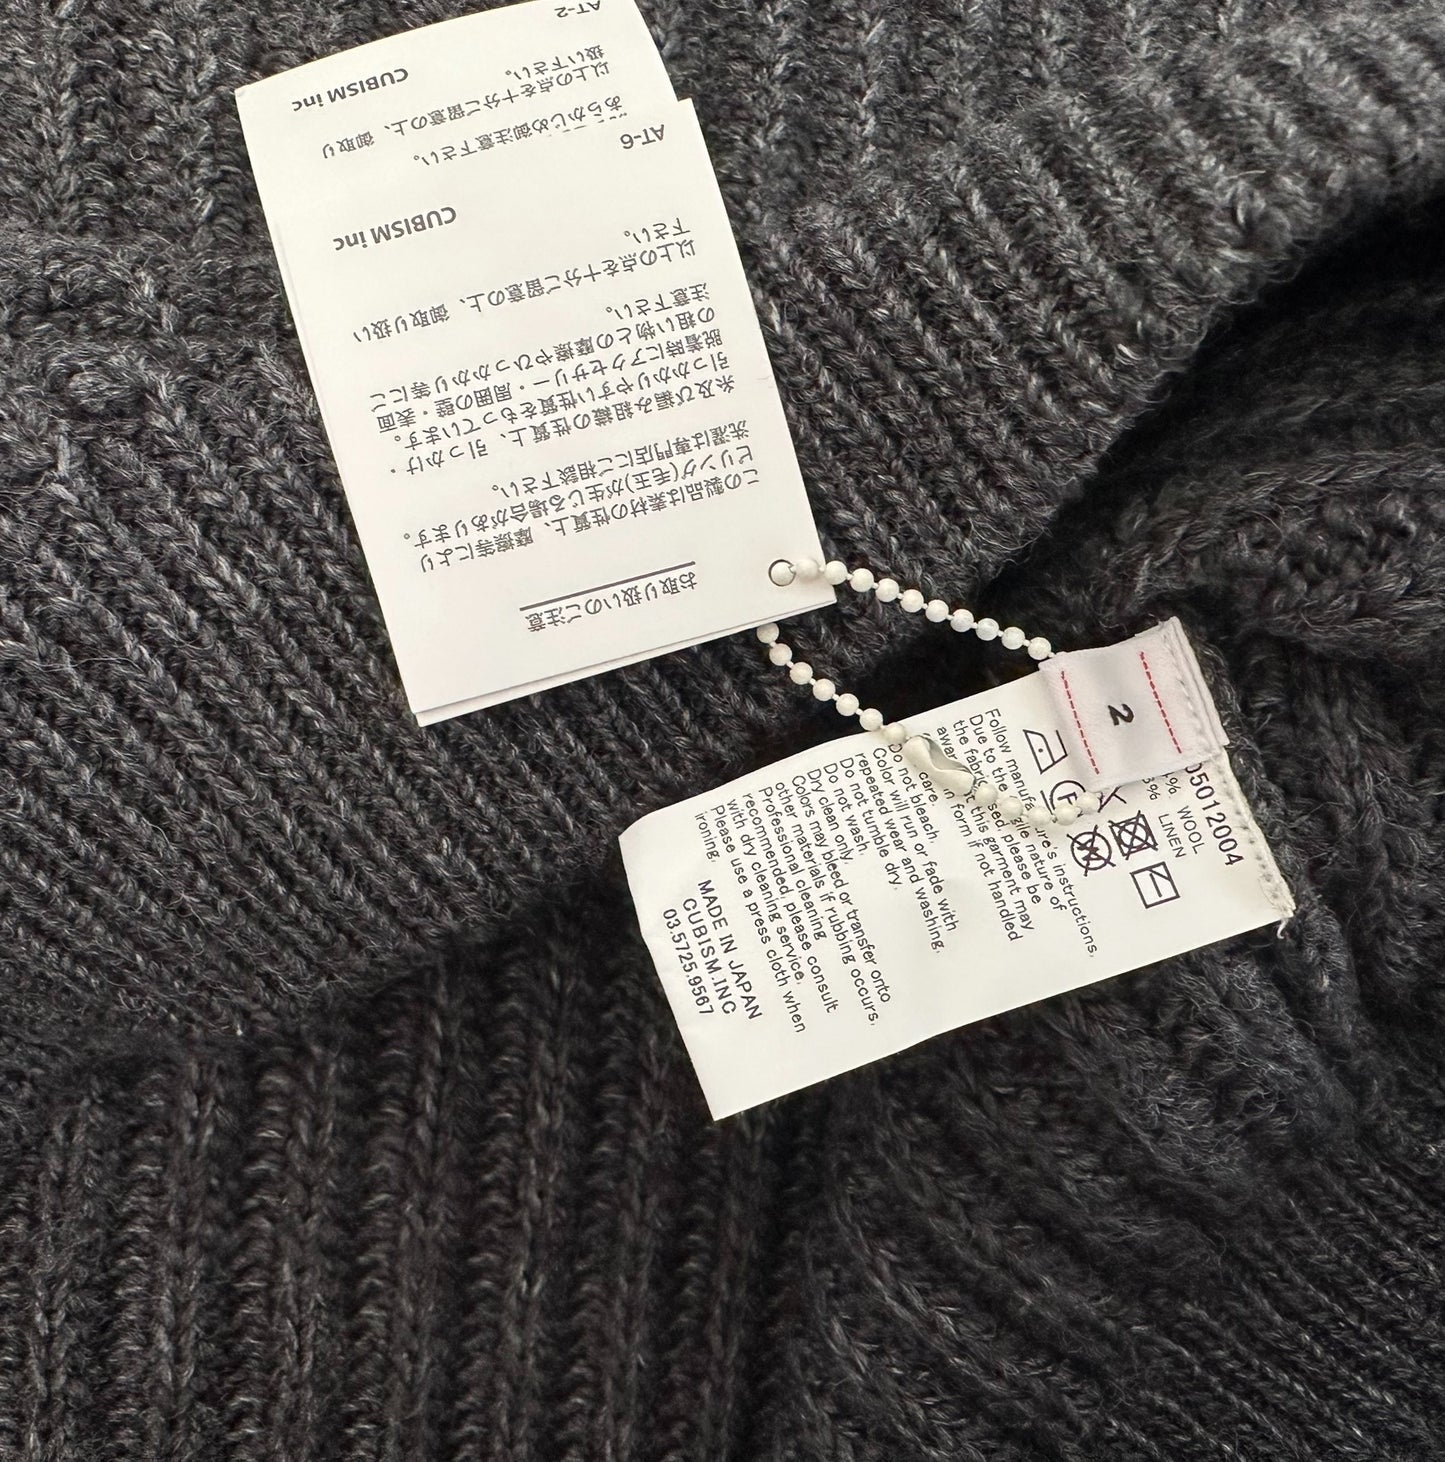 AT-2
CUBISM inc
以上の点を十分ご留意の上、御取り
扱い下さい。
あらかじめ御注意下さい。
お取り扱いのご注意
この製品は素材の性質上、摩擦等により
ピリング(毛玉)が生じる場合があります。
洗濯は専門店にご相談下さい。
糸及び編み組織の性質上、引っかけ・
引っかかりやすい性質をもっています。
脱着時にアクセサリー・周囲の壁・表面
の粗い物との摩擦やひっかかり等にご
注意下さい。
以上の点を十分ご留意の上、御取り扱い
下さい。
CUBISM inc
AT-6
2
05012004
% WOOL
% LINEN
Follow manufa ure's instructions,
Due to the gile nature of
the fabric sed please be
awar this garment may
n form if not handled
care.
Do not bleach.
Color will run or fade with
repeated wear and washing,
Do not tumble dry,
Do not wash,
Dry clean only,
Colors may bleed or transfer onto
other materials if rubbing occurs,
Professional cleaning
recommended, please consult
with dry cleaning service,
Please use a press cloth when
ironing,
MADE IN JAPAN
CUBISM.INC
03.5725.9567